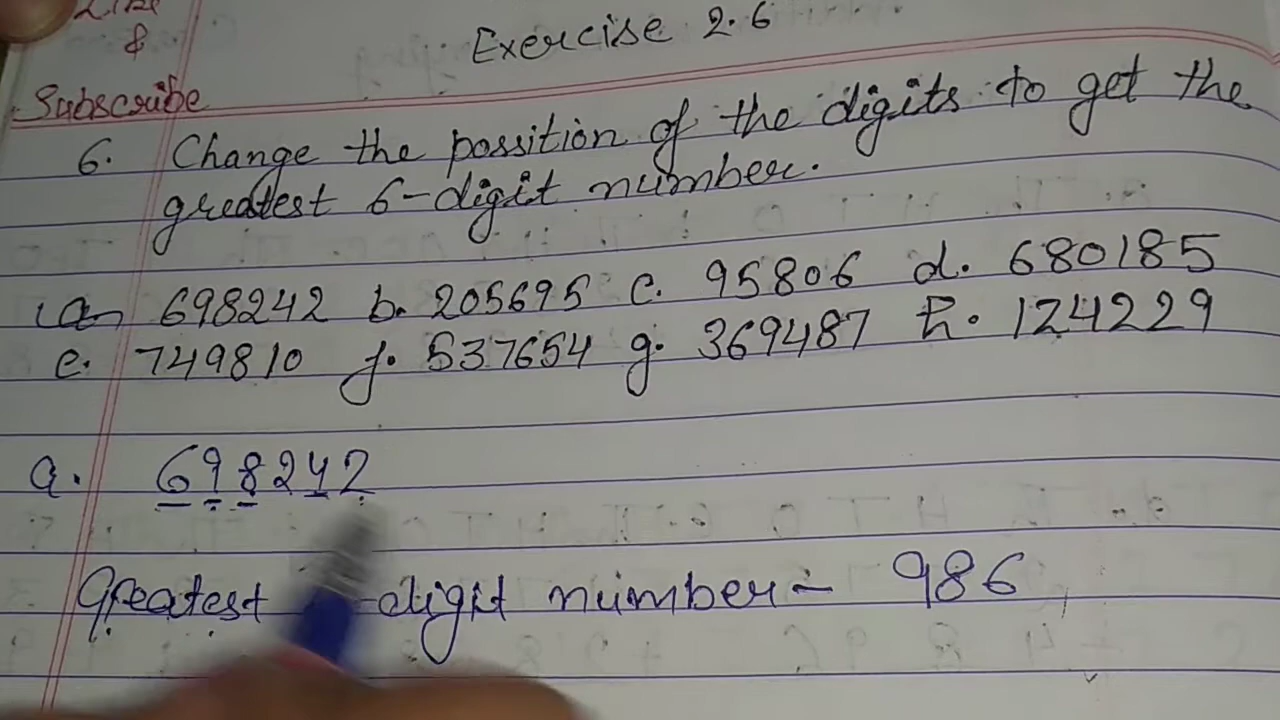 &
Exercise 2.6
Subscribe
6. Change the possition of the digits to get the
greatest 6-digit number.
a 698242 b. 205695 c. 95806 d. 680185
e. 749810 f. 537654 g. 369487 h. 124229
a. 698242
Greatest -digit number- 986